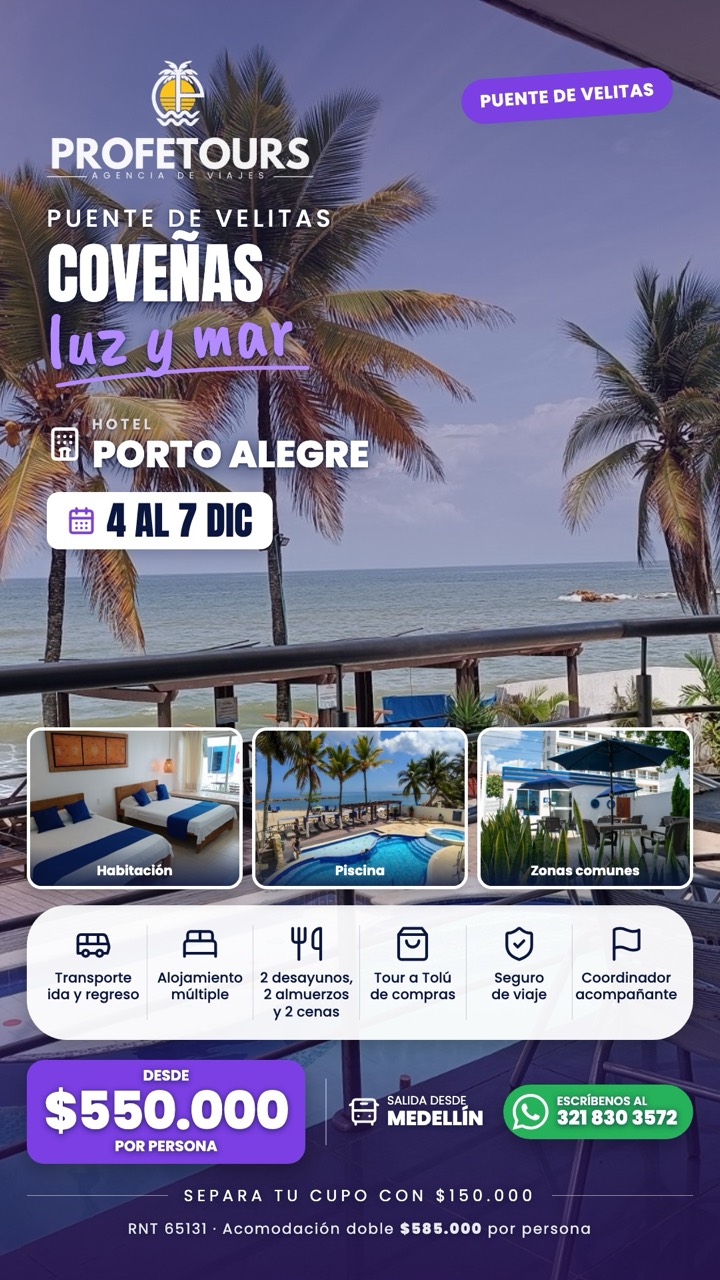 PUENTE DE VELITAS
PROFETOURS
AGENCIA DE VIAJES
PUENTE DE VELITAS
COVEÑAS
luz y mar
HOTEL
PORTO ALEGRE
4 AL 7 DIC
Habitación
Piscina
Zonas comunes
Transporte
ida y regreso
Alojamiento
múltiple
2 desayunos,
2 almuerzos
y 2 cenas
Tour a Tolú
de compras
Seguro
de viaje
Coordinador
acompañante
DESDE
$550.000
POR PERSONA
SALIDA DESDE
MEDELLÍN
ESCRÍBENOS AL
321 830 3572
SEPARA TU CUPO CON $150.000
RNT 65131 · Acomodación doble $585.000 por persona